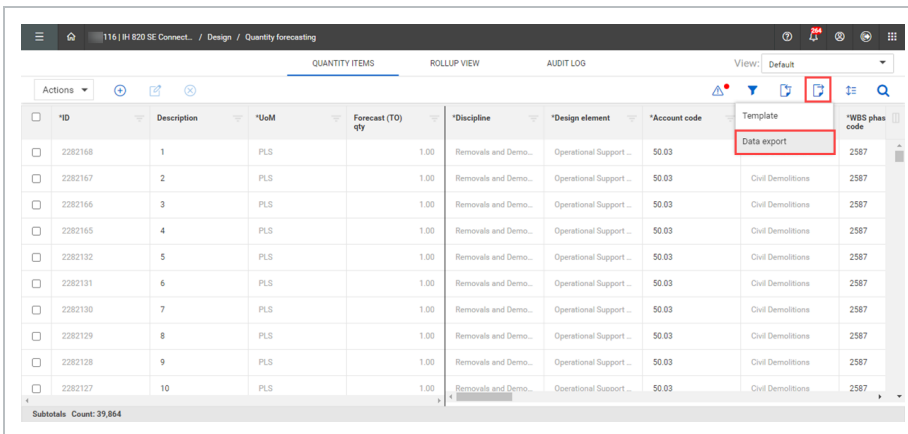 116 | IH 820 SE Connect... / Design / Quantity forecasting
264
QUANTITY ITEMS ROLLUP VIEW AUDIT LOG View: Default
Actions
*ID Description *UoM Forecast (TO) qty *Discipline *Design element *Account code *WBS phas code
Template
Data export
2282168 1 PLS 1.00 Removals and Demo... Operational Support ... 50.03 Civil Demolitions 2587
2282167 2 PLS 1.00 Removals and Demo... Operational Support ... 50.03 Civil Demolitions 2587
2282166 3 PLS 1.00 Removals and Demo... Operational Support ... 50.03 Civil Demolitions 2587
2282165 4 PLS 1.00 Removals and Demo... Operational Support ... 50.03 Civil Demolitions 2587
2282132 5 PLS 1.00 Removals and Demo... Operational Support ... 50.03 Civil Demolitions 2587
2282131 6 PLS 1.00 Removals and Demo... Operational Support ... 50.03 Civil Demolitions 2587
2282130 7 PLS 1.00 Removals and Demo... Operational Support ... 50.03 Civil Demolitions 2587
2282129 8 PLS 1.00 Removals and Demo... Operational Support ... 50.03 Civil Demolitions 2587
2282128 9 PLS 1.00 Removals and Demo... Operational Support ... 50.03 Civil Demolitions 2587
2282127 10 PLS 1.00 Removals and Demo... Operational Support ... 50.03 Civil Demolitions 2587
Subtotals Count: 39,864